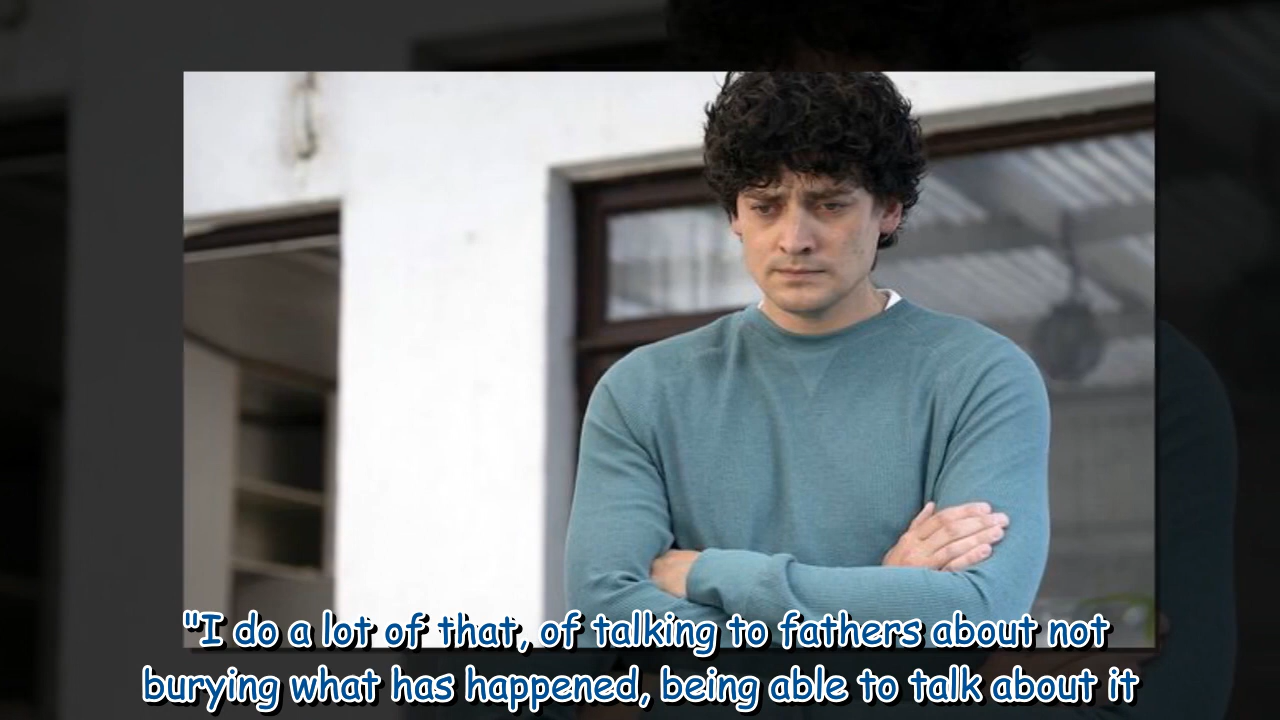 "I do a lot of that, of talking to fathers about not
burying what has happened, being able to talk about it